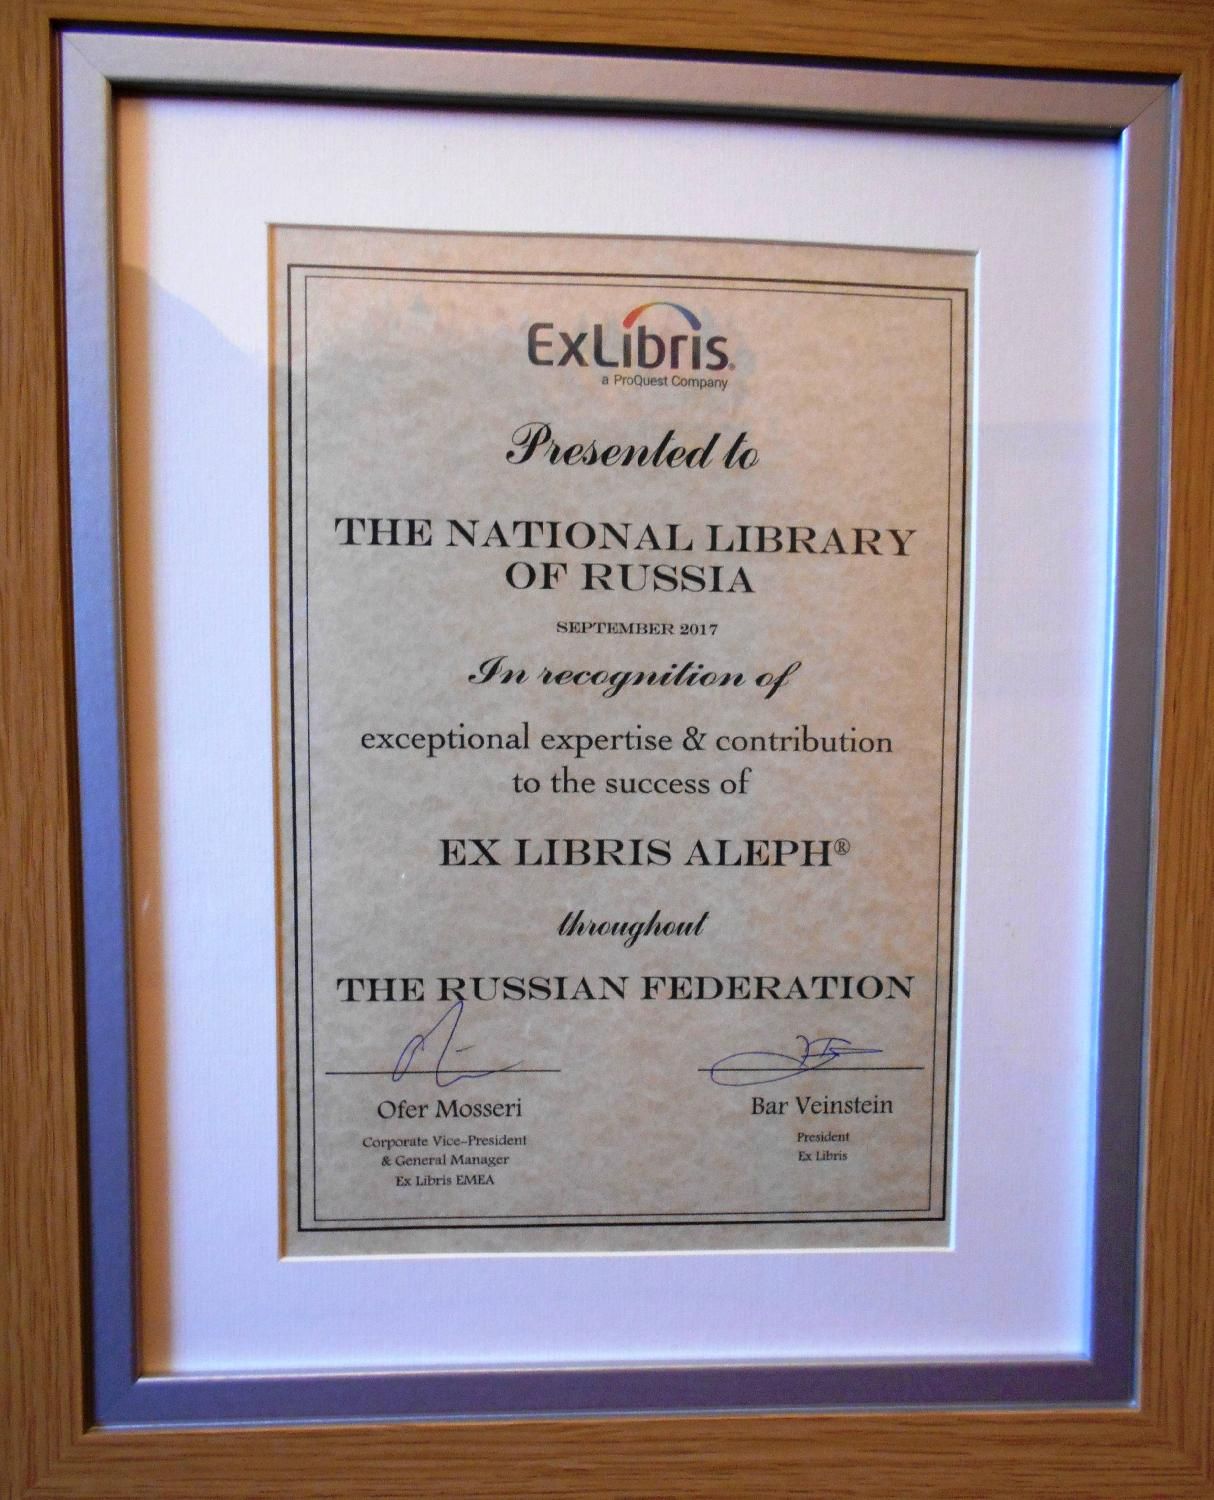 ExLibris®
a ProQuest Company
Presented to
THE NATIONAL LIBRARY
OF RUSSIA
SEPTEMBER 2017
In recognition of
exceptional expertise & contribution
to the success of
EX LIBRIS ALEPH®
throughout
THE RUSSIAN FEDERATION
Ofer Mosseri
Corporate Vice-President
& General Manager
Ex Libris EMEA
Bar Veinstein
President
Ex Libris